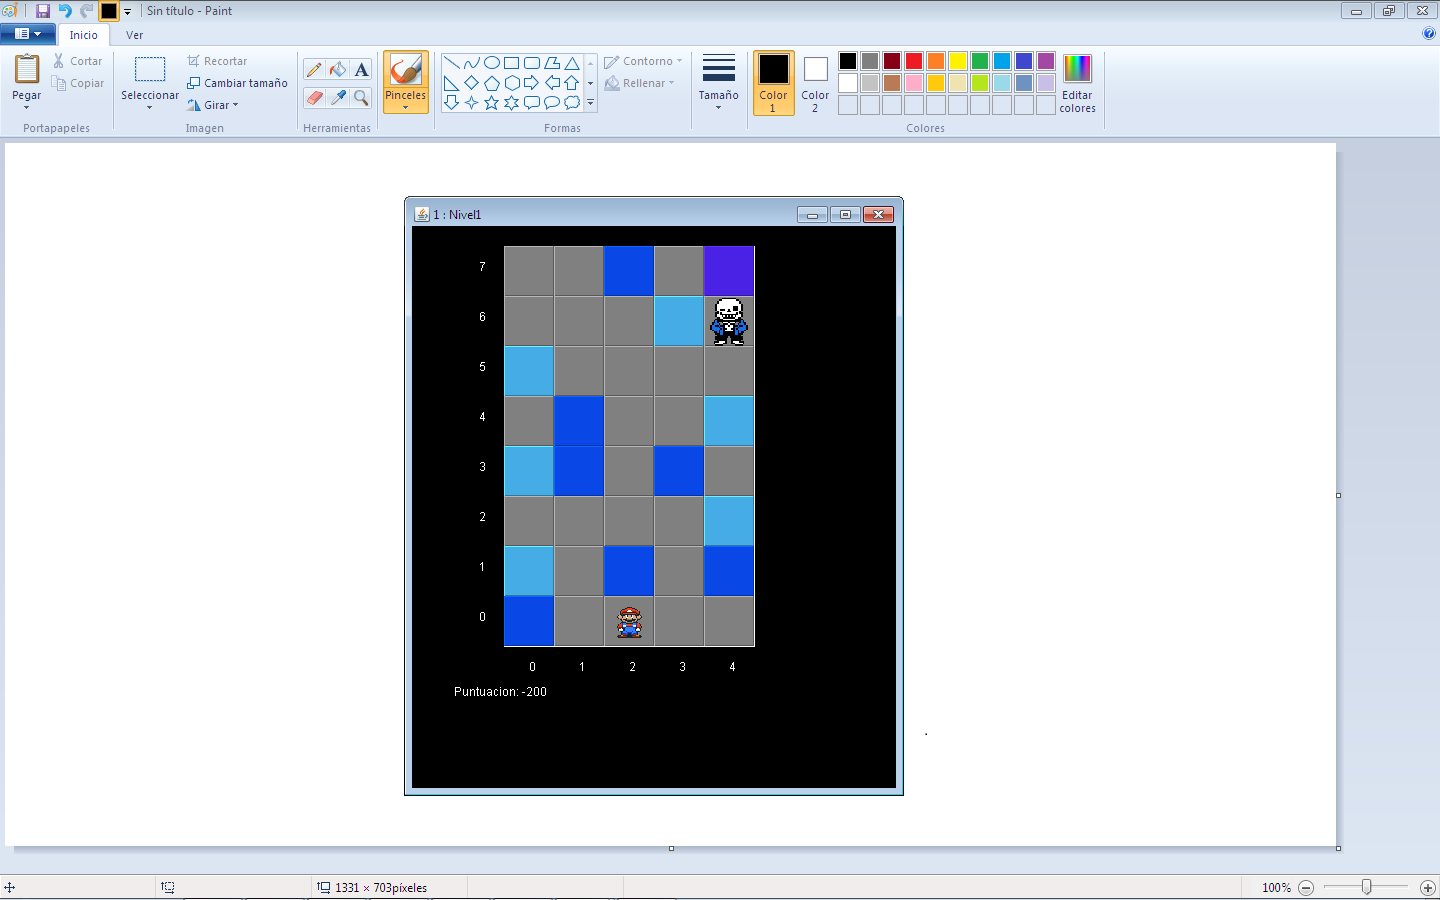 Sin título - Paint
Inicio
Ver
Pegar
Cortar
Copiar
Portapapeles
Seleccionar
Recortar
Cambiar tamaño
Girar
Imagen
A
Herramientas
Pinceles
Contorno
Rellenar
Formas
Tamaño
Color
1
Color
2
Editar
colores
Colores
1 : Nivel1
7
6
5
4
3
2
1
0
0 1 2 3 4
Puntuacion: -200
1331 × 703píxeles
100%